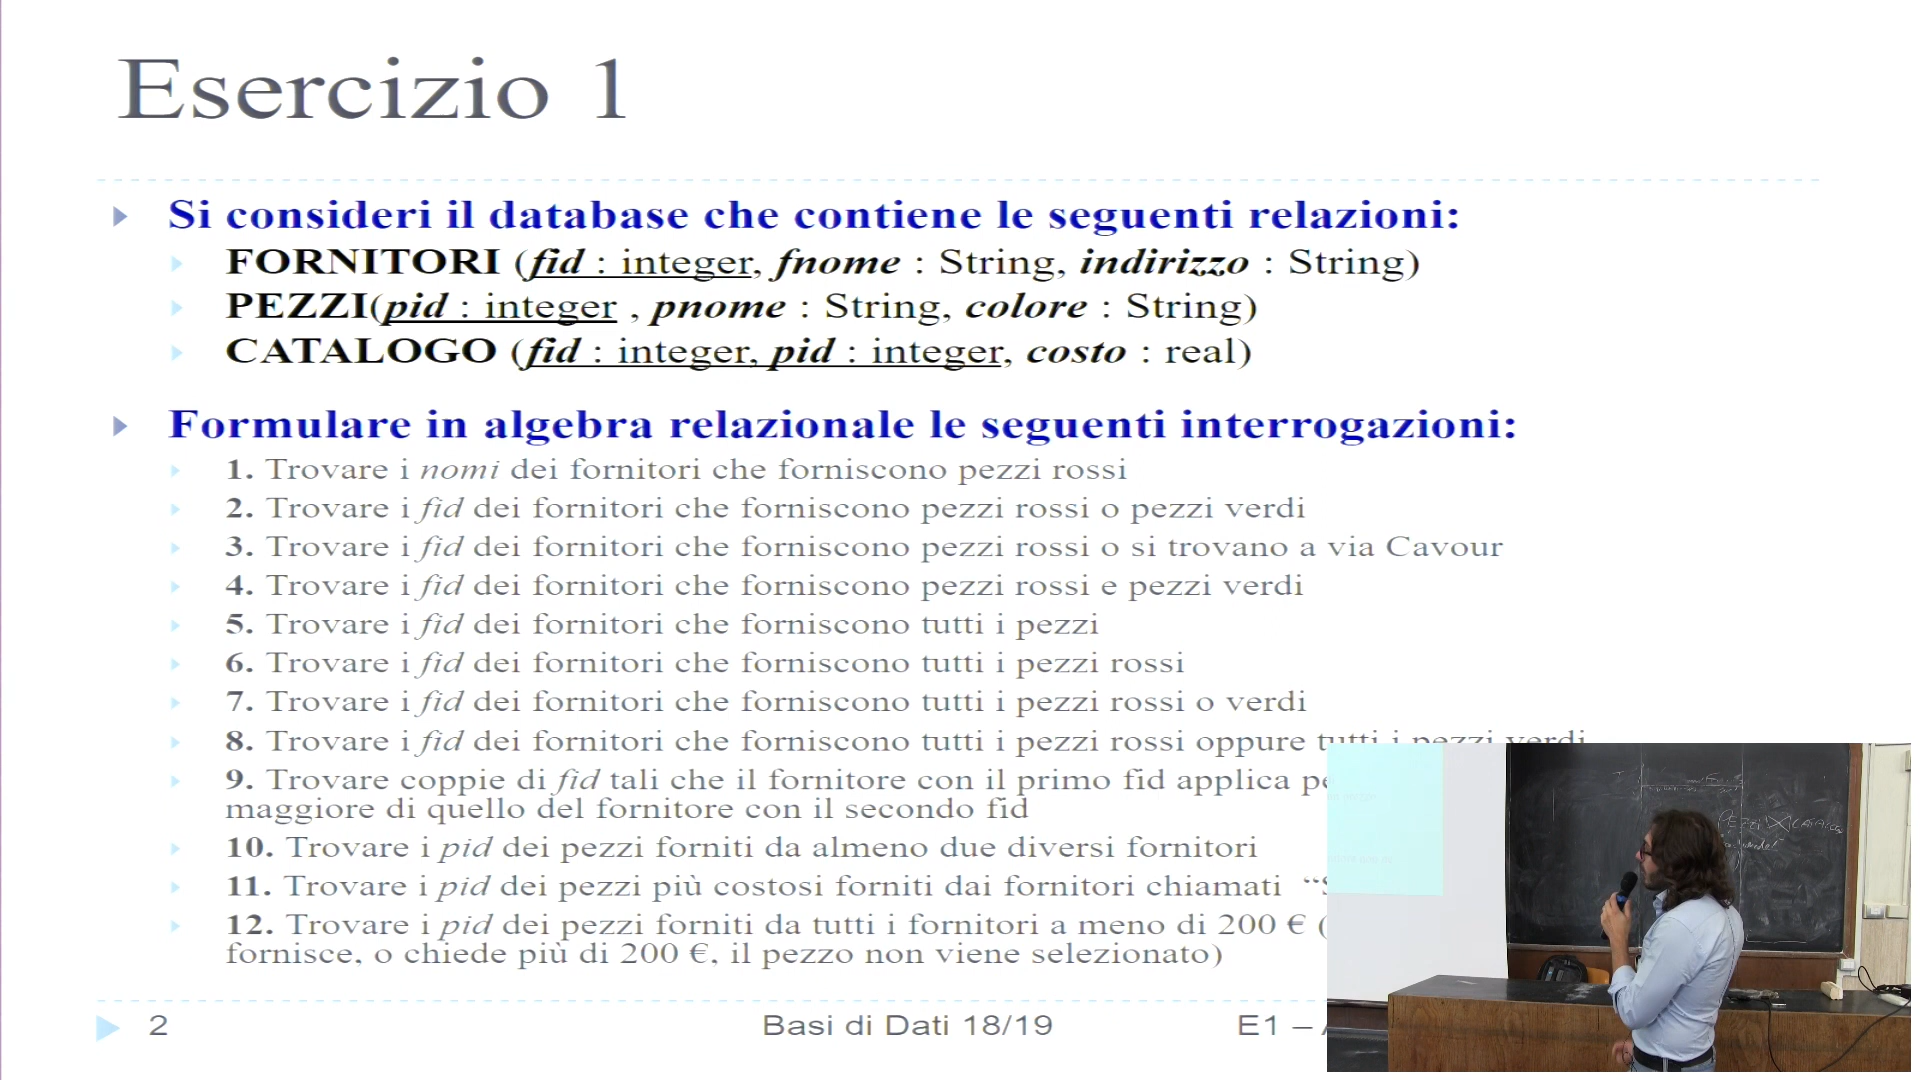 Esercizio 1
Si consideri il database che contiene le seguenti relazioni:
FORNITORI (fid : integer, fnome : String, indirizzo : String)
PEZZI(pid : integer , pnome : String, colore : String)
CATALOGO (fid : integer, pid : integer, costo : real)
Formulare in algebra relazionale le seguenti interrogazioni:
1. Trovare i nomi dei fornitori che forniscono pezzi rossi
2. Trovare i fid dei fornitori che forniscono pezzi rossi o pezzi verdi
3. Trovare i fid dei fornitori che forniscono pezzi rossi o si trovano a via Cavour
4. Trovare i fid dei fornitori che forniscono pezzi rossi e pezzi verdi
5. Trovare i fid dei fornitori che forniscono tutti i pezzi
6. Trovare i fid dei fornitori che forniscono tutti i pezzi rossi
7. Trovare i fid dei fornitori che forniscono tutti i pezzi rossi o verdi
8. Trovare i fid dei fornitori che forniscono tutti i pezzi rossi oppure tutti i pezzi verdi
9. Trovare coppie di fid tali che il fornitore con il primo fid applica
maggiore di quello del fornitore con il secondo fid
10. Trovare i pid dei pezzi forniti da almeno due diversi fornitori
11. Trovare i pid dei pezzi più costosi forniti dai fornitori chiamati
12. Trovare i pid dei pezzi forniti da tutti i fornitori a meno di 200 € (
fornisce, o chiede più di 200 €, il pezzo non viene selezionato)
2
Basi di Dati 18/19
E1 –
PEZZI